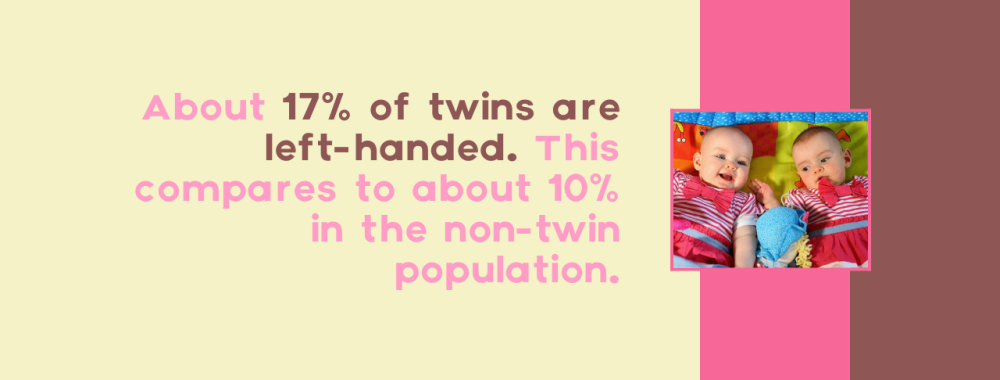 About 17% of twins are
left-handed. This
compares to about 10%
in the non-twin
population.